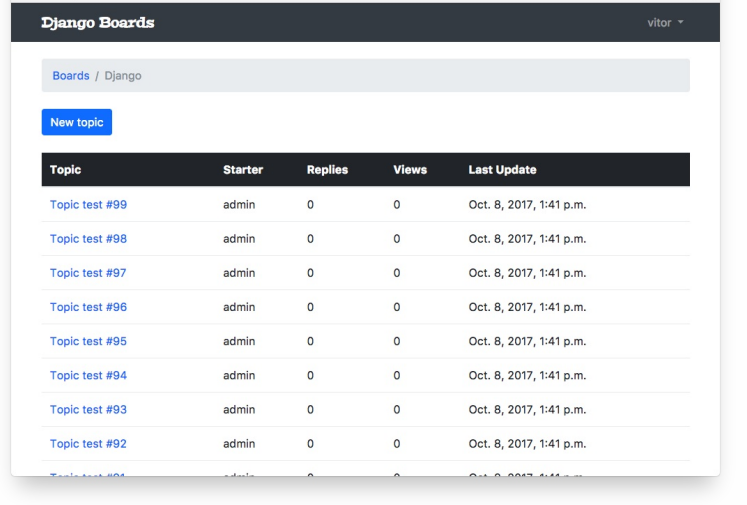 Django Boards vitor
Boards / Django
New topic
Topic Starter Replies Views Last Update
Topic test #99 admin 0 0 Oct. 8, 2017, 1:41 p.m.
Topic test #98 admin 0 0 Oct. 8, 2017, 1:41 p.m.
Topic test #97 admin 0 0 Oct. 8, 2017, 1:41 p.m.
Topic test #96 admin 0 0 Oct. 8, 2017, 1:41 p.m.
Topic test #95 admin 0 0 Oct. 8, 2017, 1:41 p.m.
Topic test #94 admin 0 0 Oct. 8, 2017, 1:41 p.m.
Topic test #93 admin 0 0 Oct. 8, 2017, 1:41 p.m.
Topic test #92 admin 0 0 Oct. 8, 2017, 1:41 p.m.